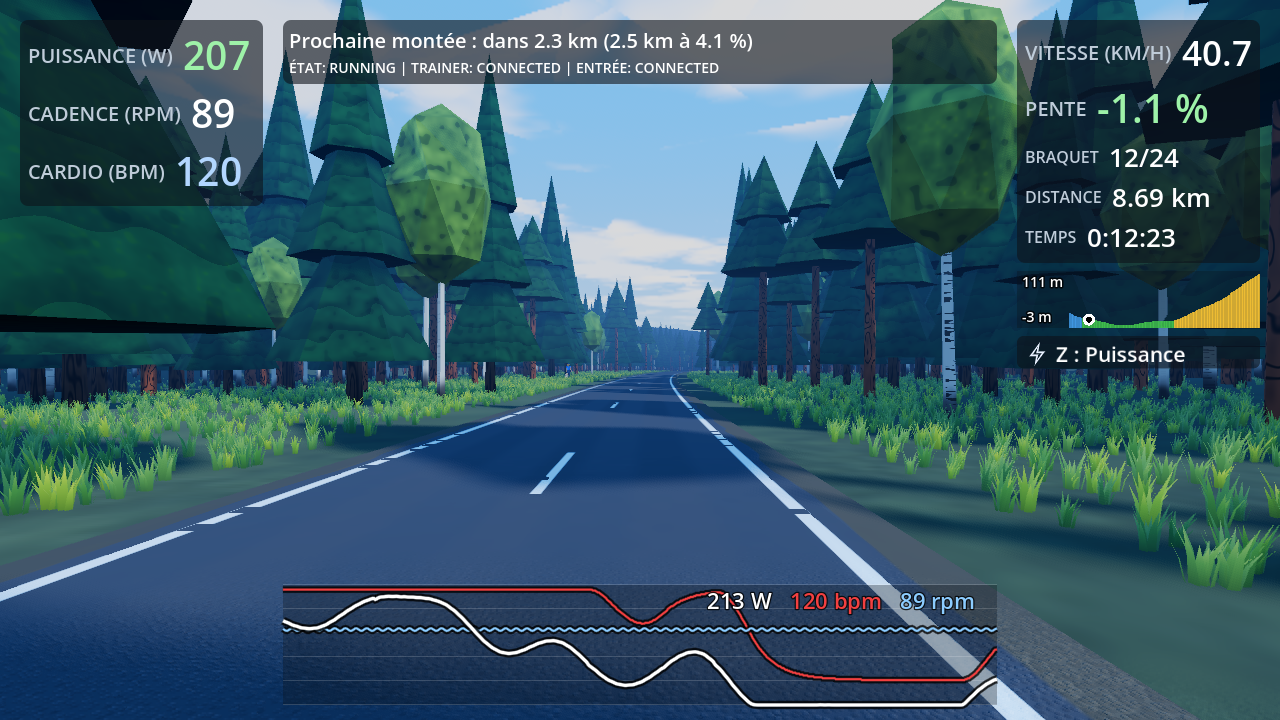 PUISSANCE (W) 207
CADENCE (RPM) 89
CARDIO (BPM) 120
Prochaine montée : dans 2.3 km (2.5 km à 4.1 %)
ÉTAT: RUNNING | TRAINER: CONNECTED | ENTRÉE: CONNECTED
VITESSE (KM/H) 40.7
PENTE -1.1 %
BRAQUET 12/24
DISTANCE 8.69 km
TEMPS 0:12:23
111 m
-3 m
Z : Puissance
213 W 120 bpm 89 rpm